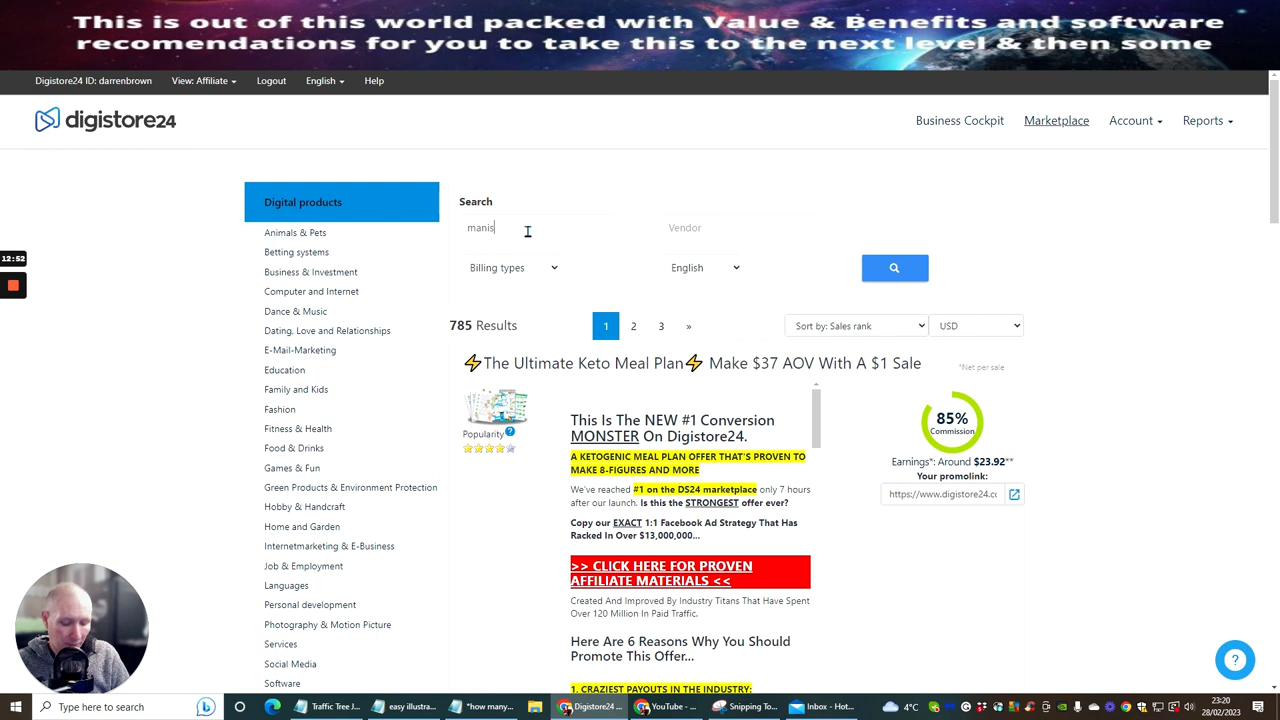 This is out of this world packed with Value & Benefits and software
recomendations for you to take this to the next level & then some
Digistore24 ID: darrenbrown
View: Affiliate
Logout
English
Help
digistore24
Business Cockpit
Marketplace
Account
Reports
Digital products
Animals & Pets
Betting systems
Business & Investment
Computer and Internet
Dance & Music
Dating, Love and Relationships
E-Mail-Marketing
Education
Family and Kids
Fashion
Fitness & Health
Food & Drinks
Games & Fun
Green Products & Environment Protection
Hobby & Handcraft
Home and Garden
Internetmarketing & E-Business
Job & Employment
Languages
Personal development
Photography & Motion Picture
Services
Social Media
Software
12:52
Search
manis
Vendor
Billing types
English
785 Results
1
2
3
»
Sort by: Sales rank
USD
⚡The Ultimate Keto Meal Plan⚡ Make $37 AOV With A $1 Sale
*Net per sale
Popularity
?
This Is The NEW #1 Conversion
MONSTER On Digistore24.
A KETOGENIC MEAL PLAN OFFER THAT'S PROVEN TO
MAKE 8-FIGURES AND MORE
We've reached #1 on the DS24 marketplace only 7 hours
after our launch. Is this the STRONGEST offer ever?
Copy our EXACT 1:1 Facebook Ad Strategy That Has
Racked In Over $13,000,000...
>> CLICK HERE FOR PROVEN
AFFILIATE MATERIALS <<
Created And Improved By Industry Titans That Have Spent
Over 120 Million In Paid Traffic.
Here Are 6 Reasons Why You Should
Promote This Offer...
1. CRAZIEST PAYOUTS IN THE INDUSTRY:
85%
Commission
Earnings*: Around $23.92**
Your promolink:
https://www.digistore24.cc
?
Type here to search
Traffic Tree J...
easy illustra...
*how many...
Digistore24 ...
YouTube - ...
Snipping To...
Inbox - Hot...
4°C
23:20
28/02/2023